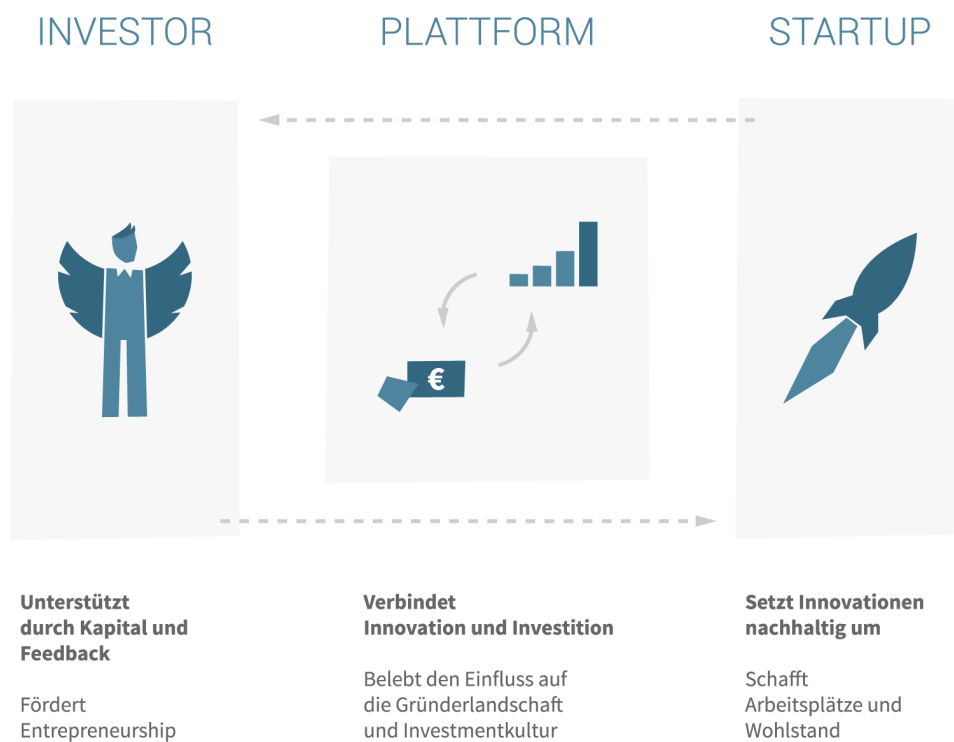 INVESTOR
PLATTFORM
STARTUP
€
Unterstützt
durch Kapital und
Feedback
Fördert
Entrepreneurship
Verbindet
Innovation und Investition
Belebt den Einfluss auf
die Gründerlandschaft
und Investmentkultur
Setzt Innovationen
nachhaltig um
Schafft
Arbeitsplätze und
Wohlstand